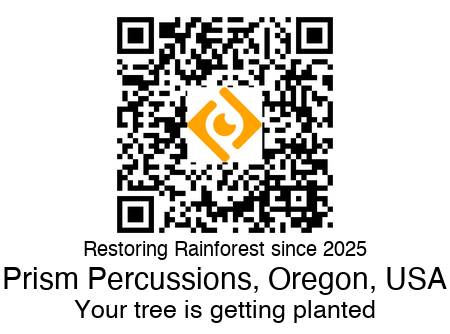 Restoring Rainforest since 2025
Prism Percussions, Oregon, USA
Your tree is getting planted